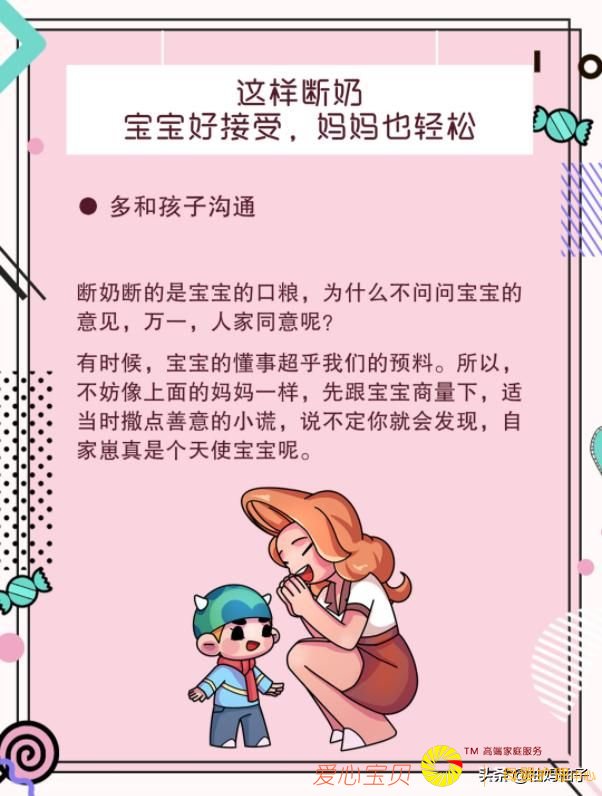 这样断奶
宝宝好接受，妈妈也轻松
● 多和孩子沟通
断奶断的是宝宝的口粮，为什么不问问宝宝的
意见，万一，人家同意呢？
有时候，宝宝的懂事超乎我们的预料。所以，
不妨像上面的妈妈一样，先跟宝宝商量下，适
当时撒点善意的小谎，说不定你就会发现，自
家崽真是个天使宝宝呢。
TM 高端家庭服务
爱心宝贝
头条@柚妈柚子